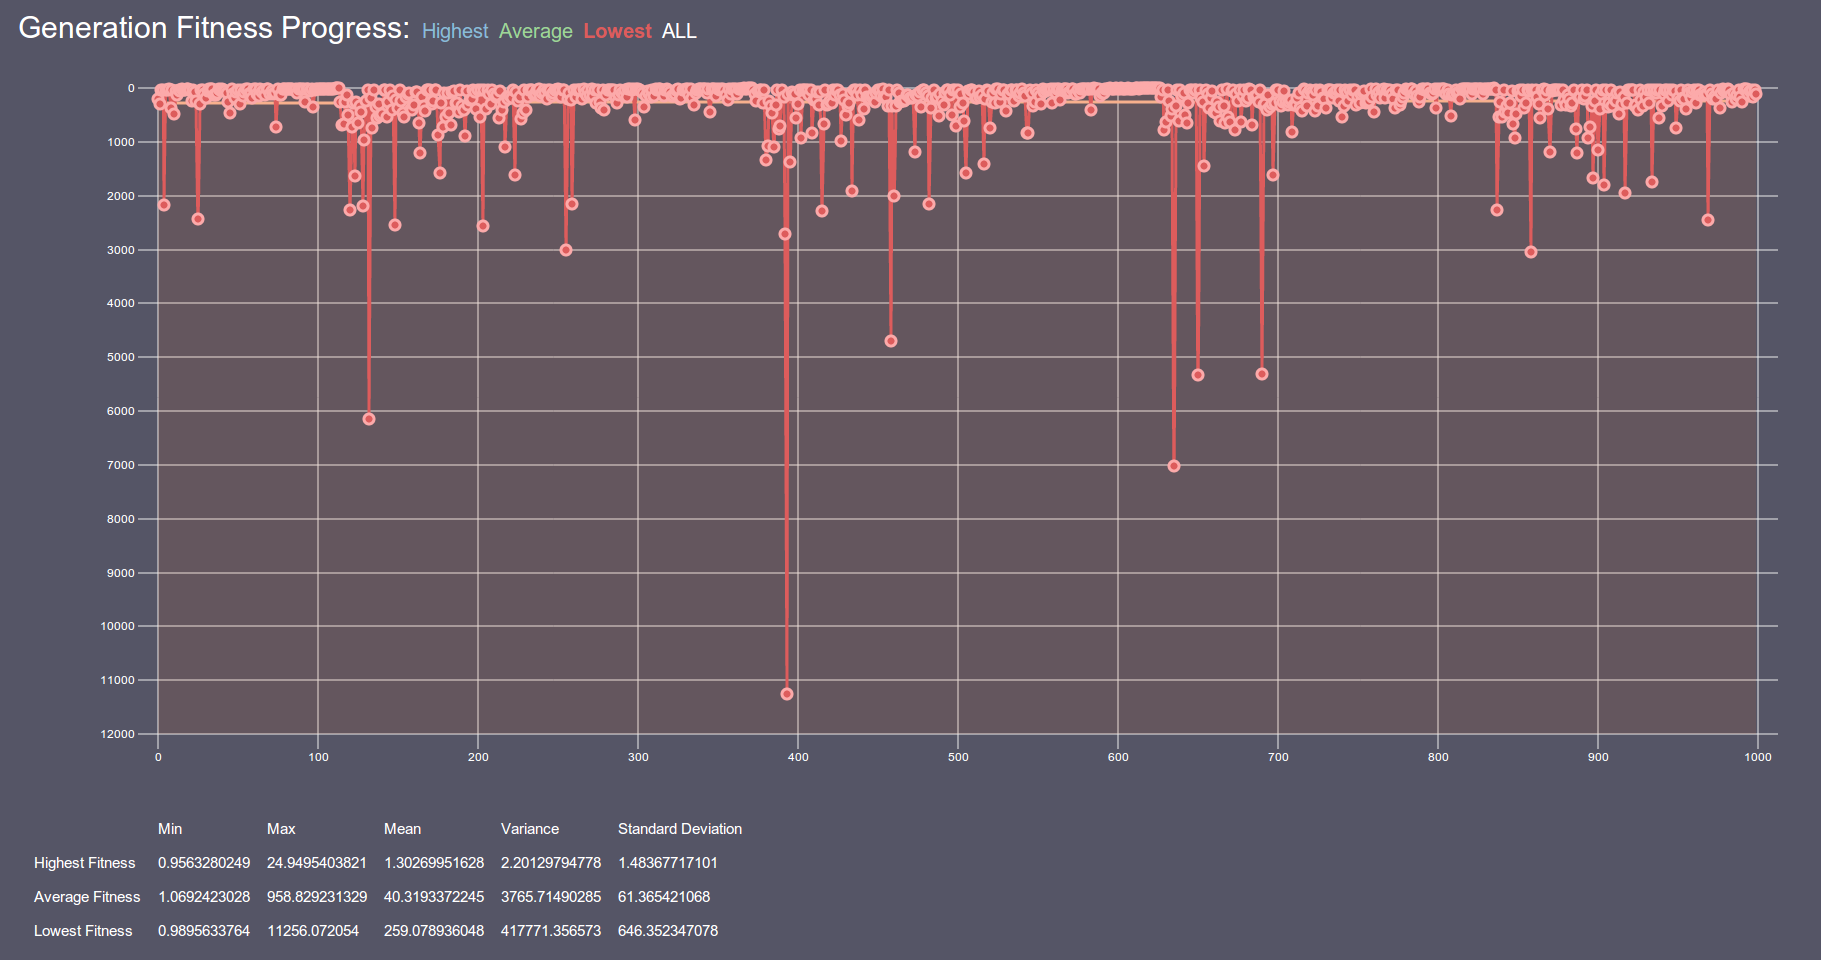 Generation Fitness Progress: Highest Average Lowest ALL
0
1000
2000
3000
4000
5000
6000
7000
8000
9000
10000
11000
12000
0 100 200 300 400 500 600 700 800 900 1000
Min Max Mean Variance Standard Deviation
Highest Fitness 0.9563280249 24.9495403821 1.30269951628 2.20129794778 1.48367717101
Average Fitness 1.0692423028 958.829231329 40.3193372245 3765.71490285 61.365421068
Lowest Fitness 0.9895633764 11256.072054 259.078936048 417771.356573 646.352347078